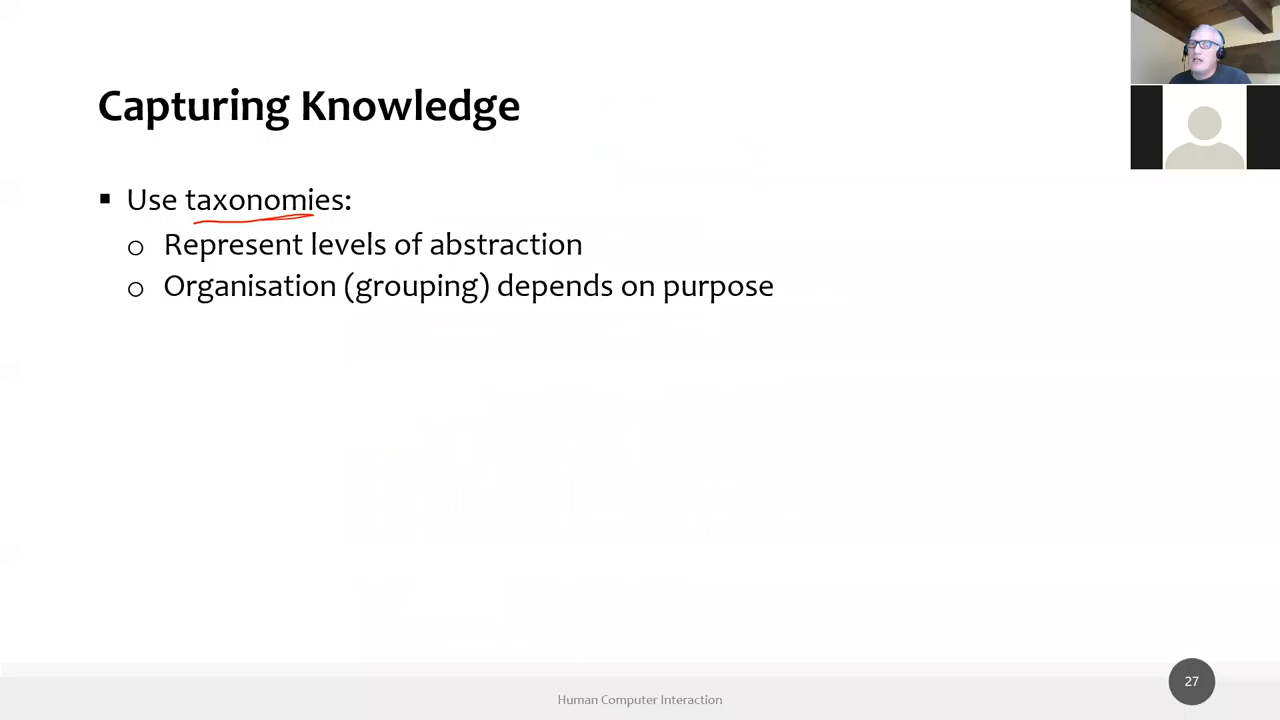 Capturing Knowledge
▪ Use taxonomies:
o Represent levels of abstraction
o Organisation (grouping) depends on purpose
27
Human Computer Interaction